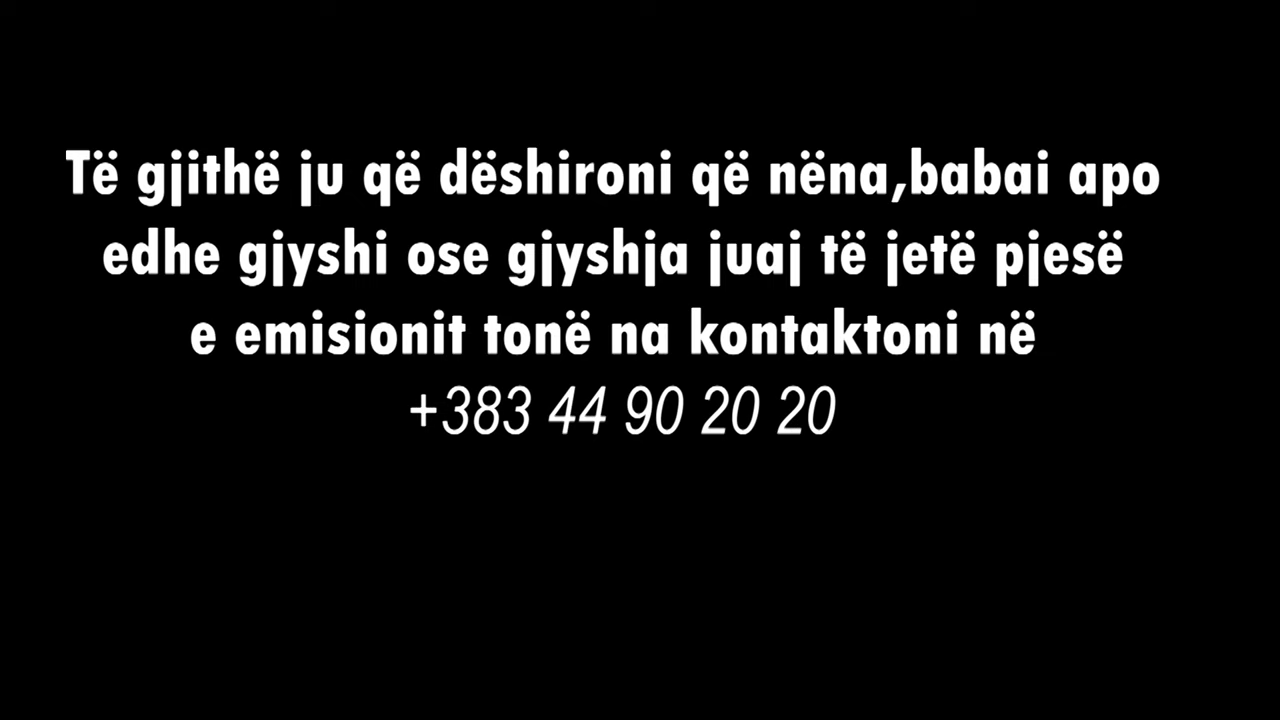 Të gjithë ju që dëshironi që nëna,babai apo
edhe gjyshi ose gjyshja juaj të jetë pjesë
e emisionit tonë na kontaktoni në
+383 44 90 20 20